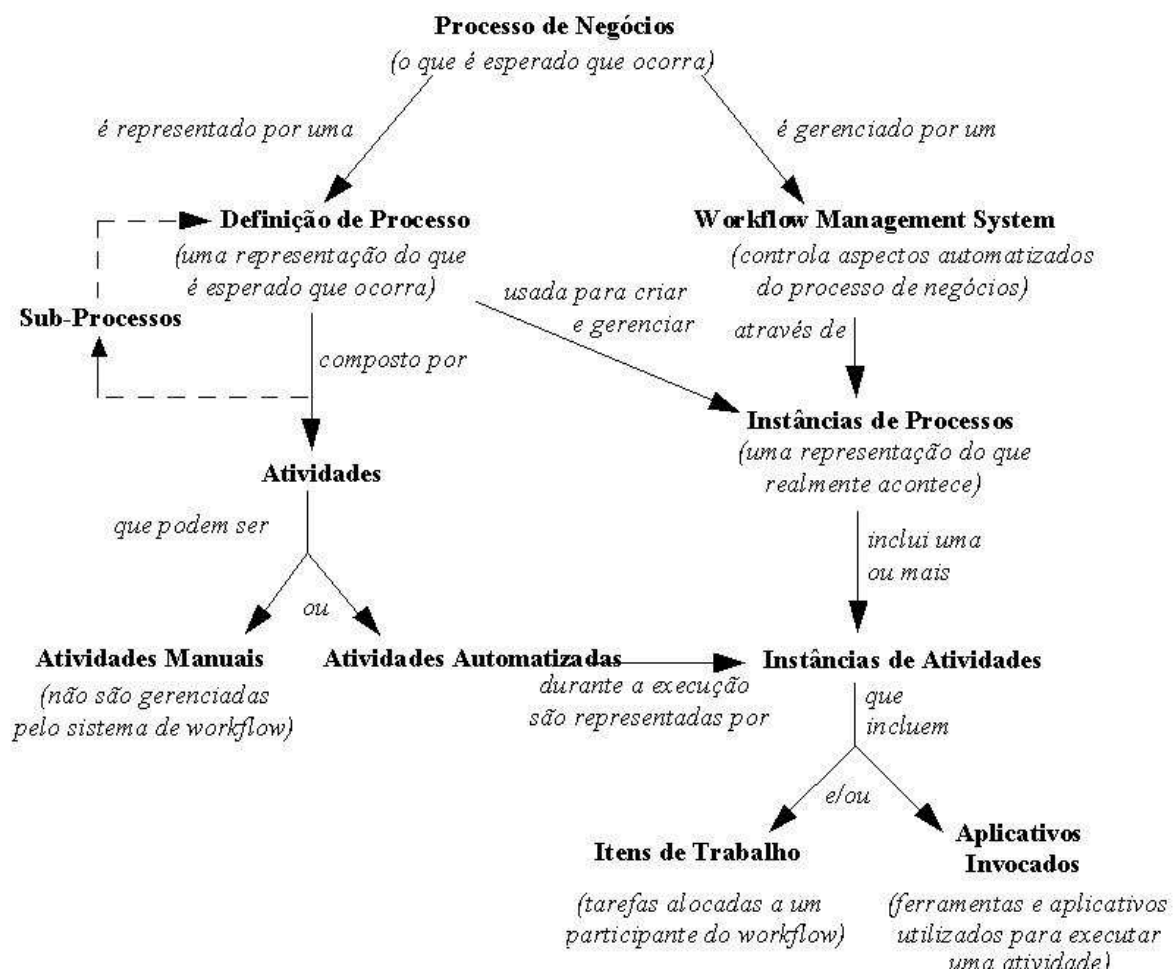 Processo de Negócios
(o que é esperado que ocorra)
é representado por uma
é gerenciado por um
Definição de Processo
(uma representação do que
é esperado que ocorra)
Workflow Management System
(controla aspectos automatizados
do processo de negócios)
Sub-Processos
usada para criar
e gerenciar
através de
composto por
Instâncias de Processos
(uma representação do que
realmente acontece)
Atividades
que podem ser
inclui uma
ou mais
ou
Atividades Manuais
(não são gerenciadas
pelo sistema de workflow)
Atividades Automatizadas
durante a execução
são representadas por
Instâncias de Atividades
que
incluem
e/ou
Itens de Trabalho
(tarefas alocadas a um
participante do workflow)
Aplicativos
Invocados
(ferramentas e aplicativos
utilizados para executar
uma atividade)